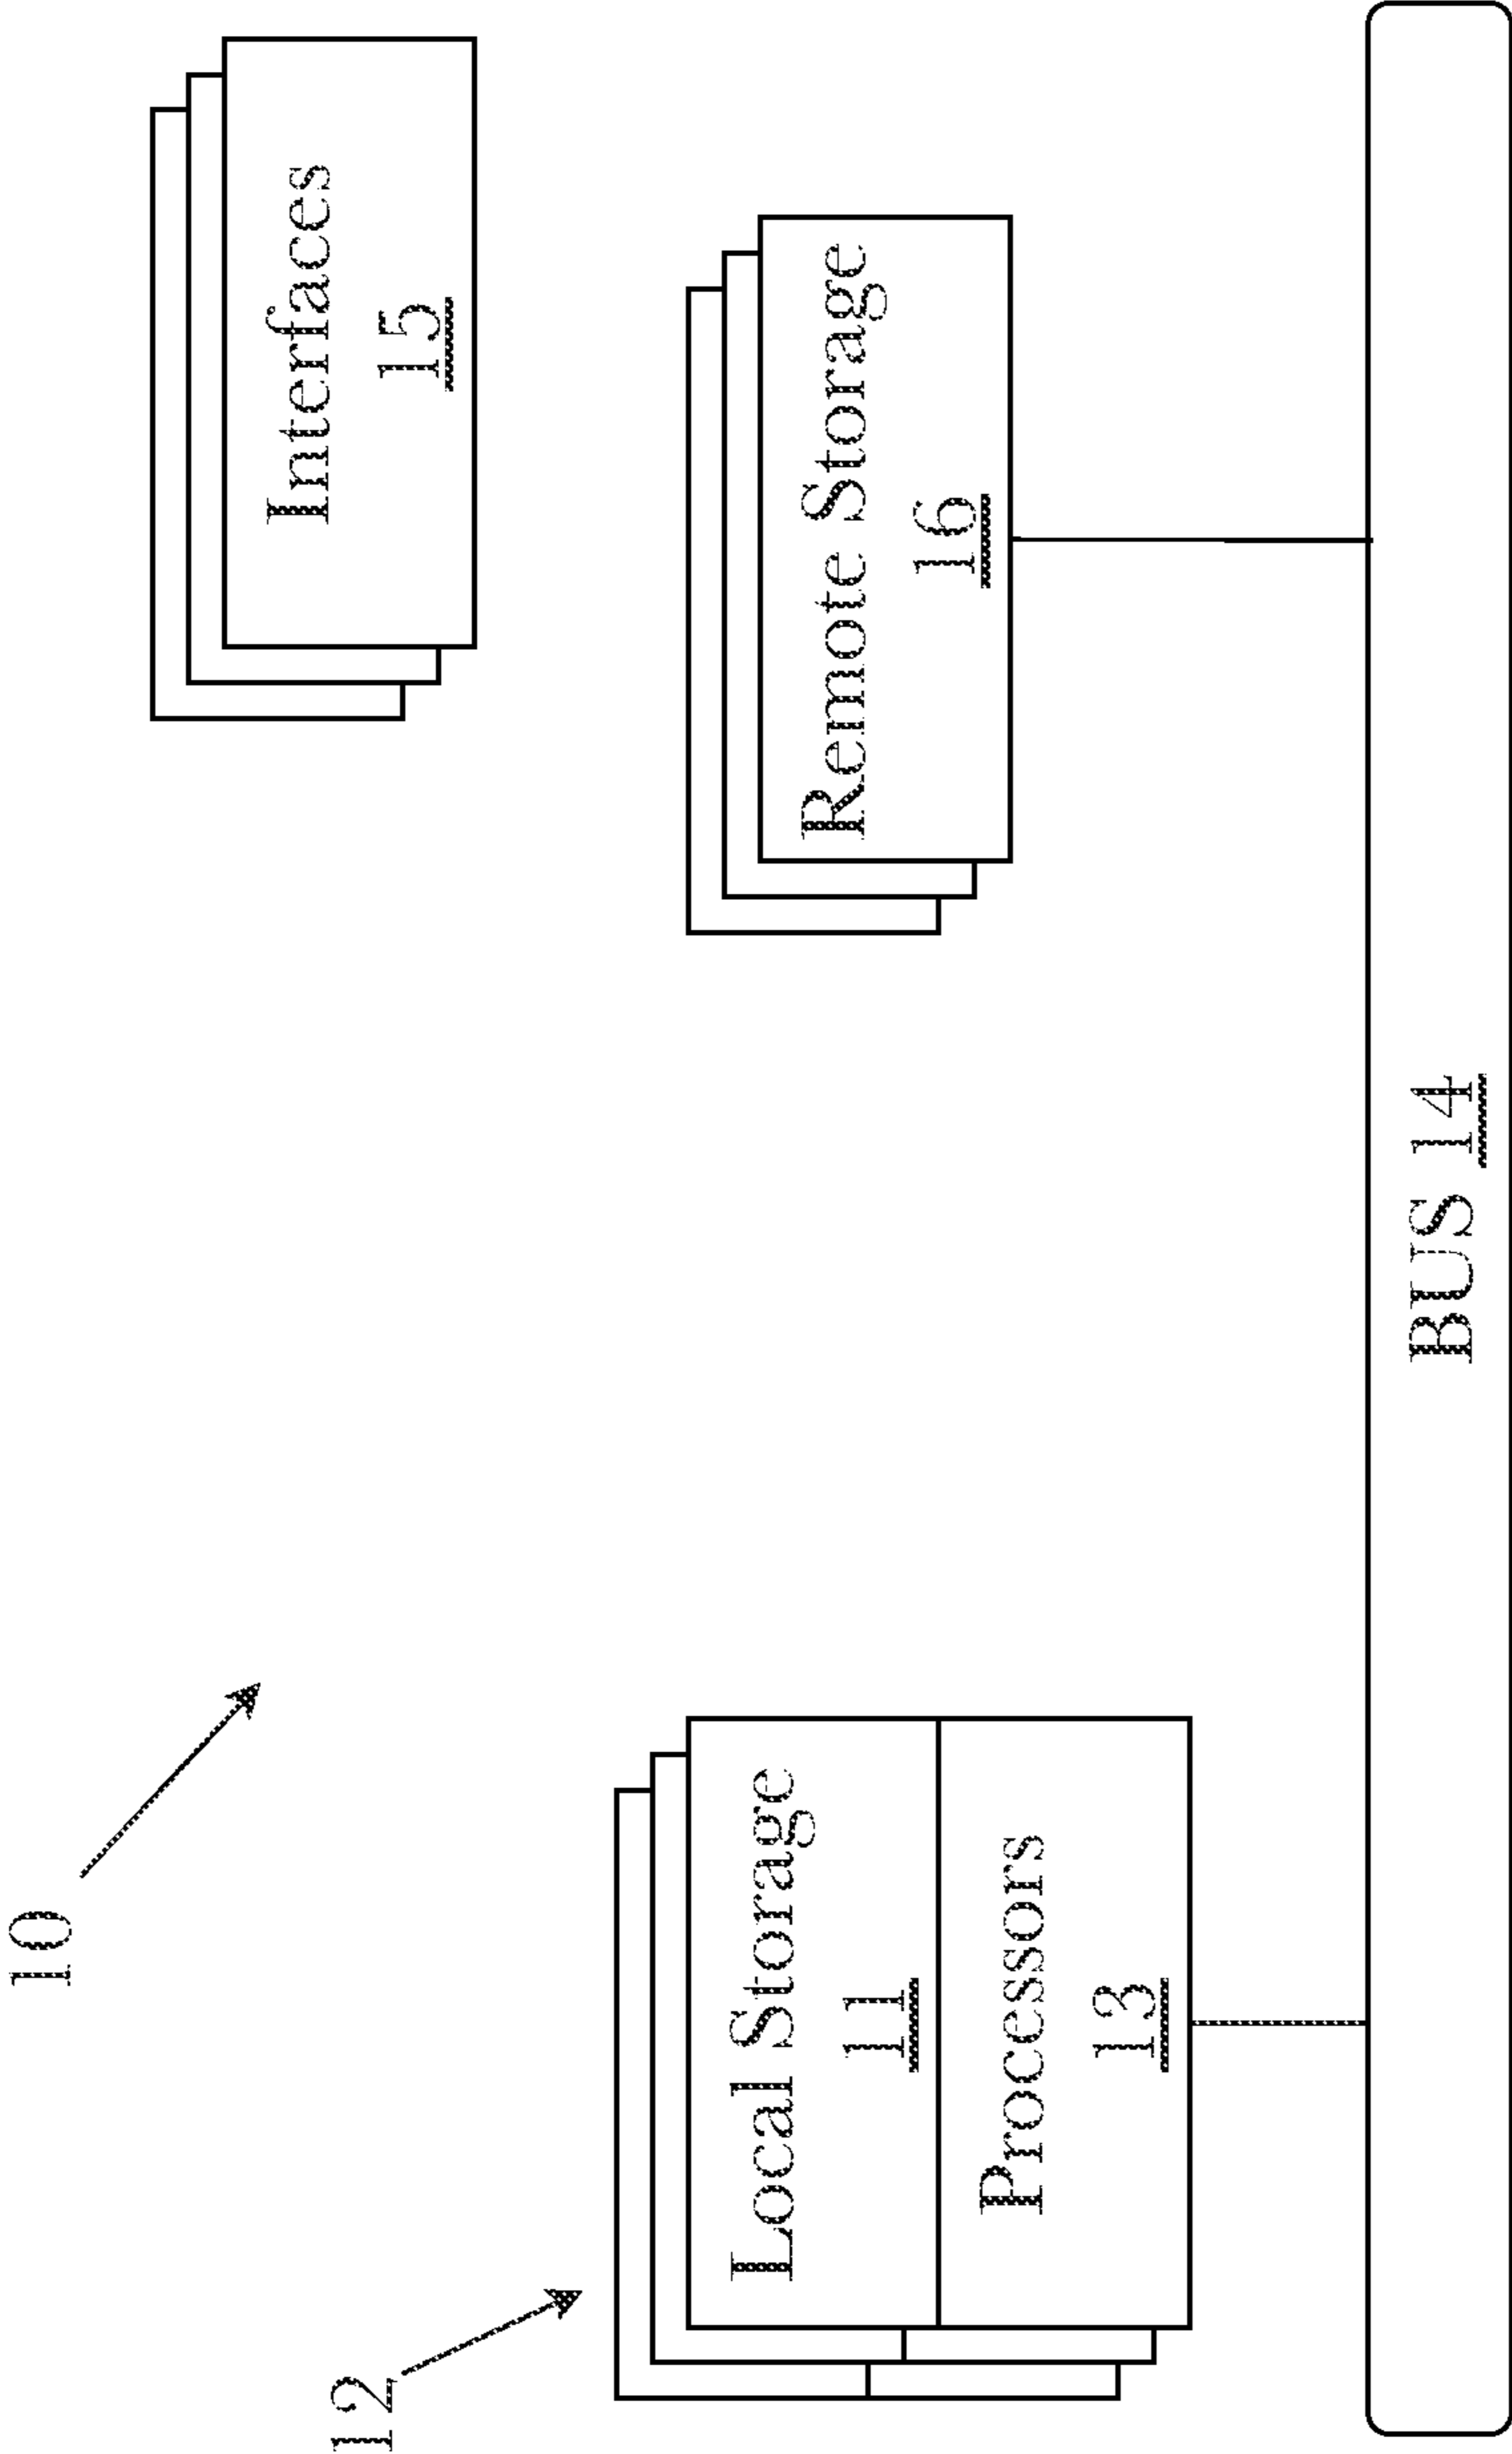 10
12
Interfaces
15
Local Storage
11
Processors
13
Remote Storage
16
BUS 14